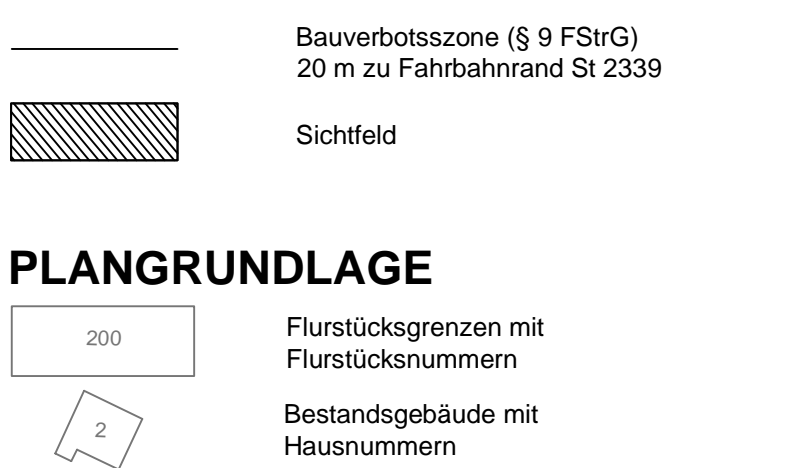 Bauverbotsszone (§ 9 FStrG)
20 m zu Fahrbahnrand St 2339
Sichtfeld
PLANGRUNDLAGE
200
Flurstücksgrenzen mit
Flurstücksnummern
2
Bestandsgebäude mit
Hausnummern